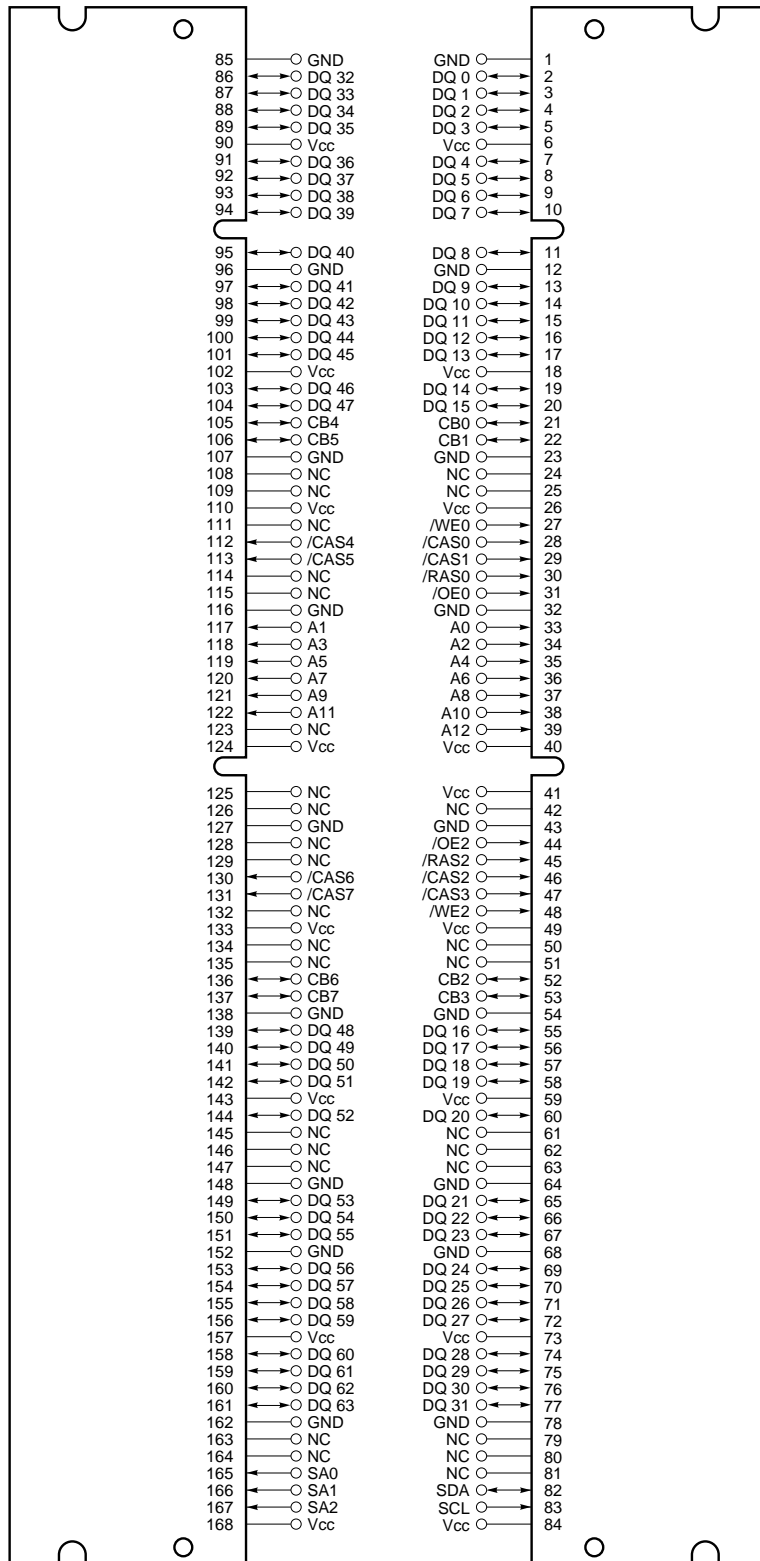 85 GND GND 1
86 DQ 32 DQ 0 2
87 DQ 33 DQ 1 3
88 DQ 34 DQ 2 4
89 DQ 35 DQ 3 5
90 Vcc Vcc 6
91 DQ 36 DQ 4 7
92 DQ 37 DQ 5 8
93 DQ 38 DQ 6 9
94 DQ 39 DQ 7 10
95 DQ 40 DQ 8 11
96 GND GND 12
97 DQ 41 DQ 9 13
98 DQ 42 DQ 10 14
99 DQ 43 DQ 11 15
100 DQ 44 DQ 12 16
101 DQ 45 DQ 13 17
102 Vcc Vcc 18
103 DQ 46 DQ 14 19
104 DQ 47 DQ 15 20
105 CB4 CB0 21
106 CB5 CB1 22
107 GND GND 23
108 NC NC 24
109 NC NC 25
110 Vcc Vcc 26
111 NC /WE0 27
112 /CAS4 /CAS0 28
113 /CAS5 /CAS1 29
114 NC /RAS0 30
115 NC /OE0 31
116 GND GND 32
117 A1 A0 33
118 A3 A2 34
119 A5 A4 35
120 A7 A6 36
121 A9 A8 37
122 A11 A10 38
123 NC A12 39
124 Vcc Vcc 40
125 NC Vcc 41
126 NC NC 42
127 GND GND 43
128 NC /OE2 44
129 NC /RAS2 45
130 /CAS6 /CAS2 46
131 /CAS7 /CAS3 47
132 NC /WE2 48
133 Vcc Vcc 49
134 NC NC 50
135 NC NC 51
136 CB6 CB2 52
137 CB7 CB3 53
138 GND GND 54
139 DQ 48 DQ 16 55
140 DQ 49 DQ 17 56
141 DQ 50 DQ 18 57
142 DQ 51 DQ 19 58
143 Vcc Vcc 59
144 DQ 52 DQ 20 60
145 NC NC 61
146 NC NC 62
147 NC NC 63
148 GND GND 64
149 DQ 53 DQ 21 65
150 DQ 54 DQ 22 66
151 DQ 55 DQ 23 67
152 GND GND 68
153 DQ 56 DQ 24 69
154 DQ 57 DQ 25 70
155 DQ 58 DQ 26 71
156 DQ 59 DQ 27 72
157 Vcc Vcc 73
158 DQ 60 DQ 28 74
159 DQ 61 DQ 29 75
160 DQ 62 DQ 30 76
161 DQ 63 DQ 31 77
162 GND GND 78
163 NC NC 79
164 NC NC 80
165 SA0 NC 81
166 SA1 SDA 82
167 SA2 SCL 83
168 Vcc Vcc 84